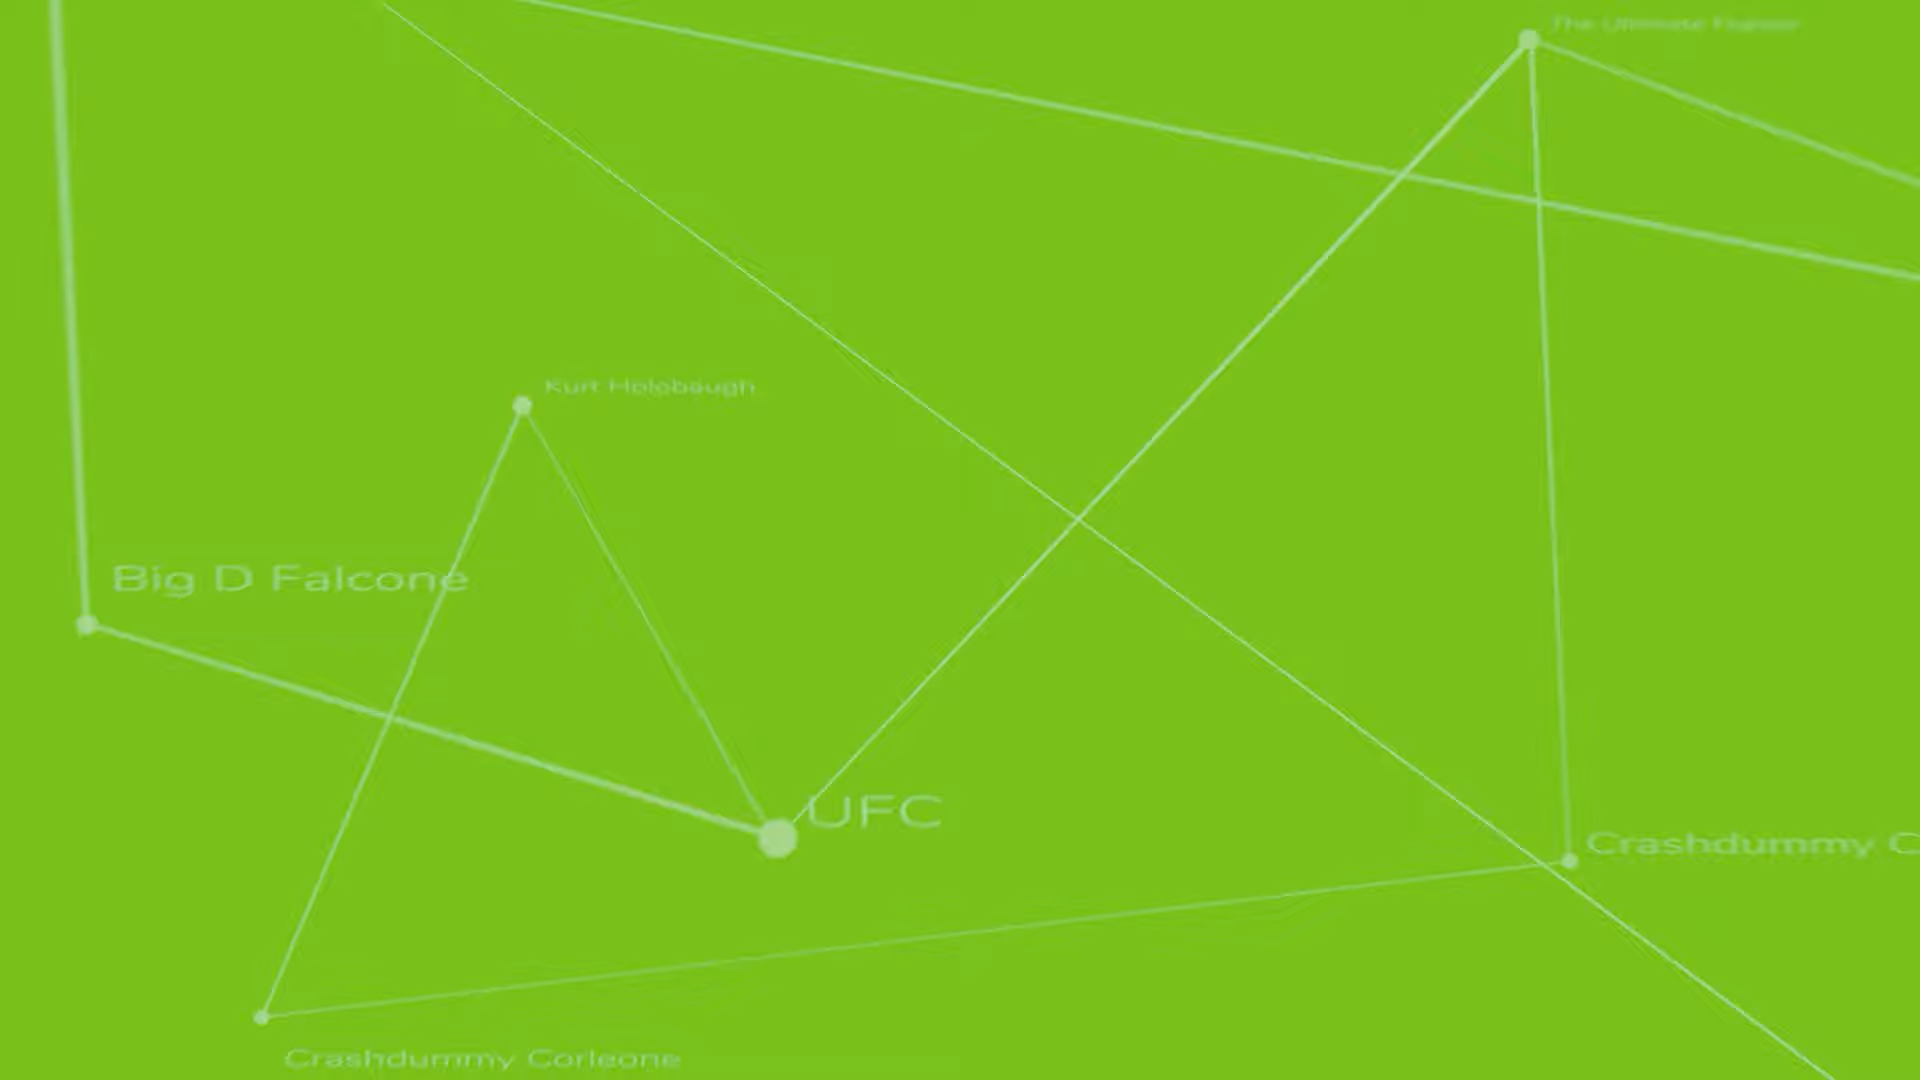 The Ultimate Fighter
Kurt Holobaugh
Big D Falcone
UFC
Crashdummy C
Crashdummy Corleone